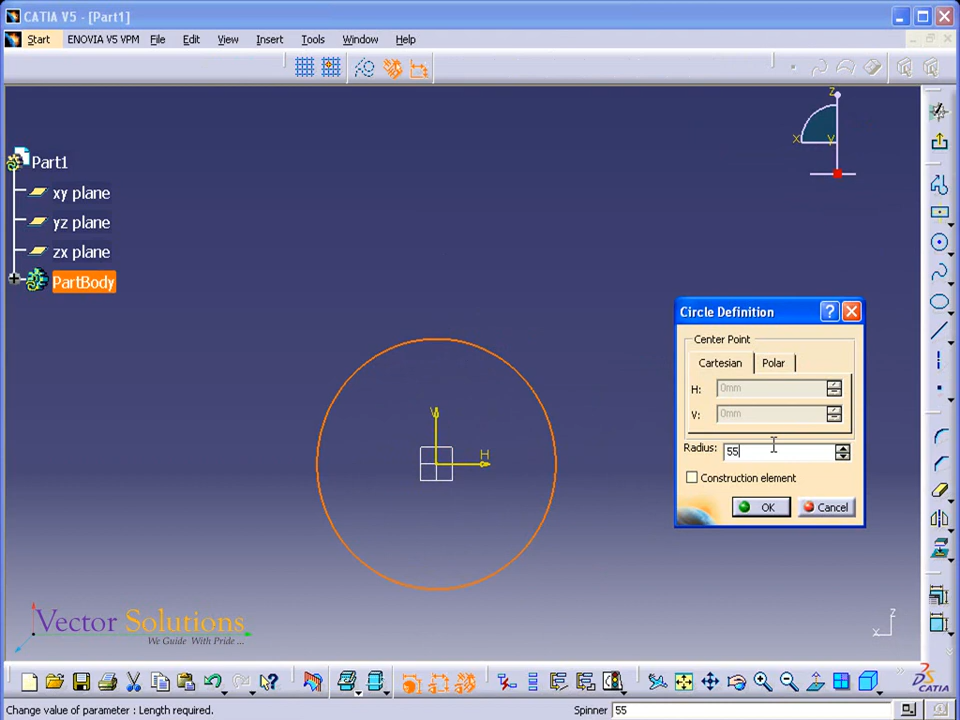 CATIA V5 - [Part1]
Start ENOVIA V5 VPM File Edit View Insert Tools Window Help
z
x y
Part1
xy plane
yz plane
zx plane
PartBody
Circle Definition
Center Point
Cartesian Polar
H: 0mm
V: 0mm
Radius: 55
Construction element
OK Cancel
V
H
Vector Solutions
We Guide With Pride ...
z
x
DS CATIA
Change value of parameter : Length required.
Spinner 55